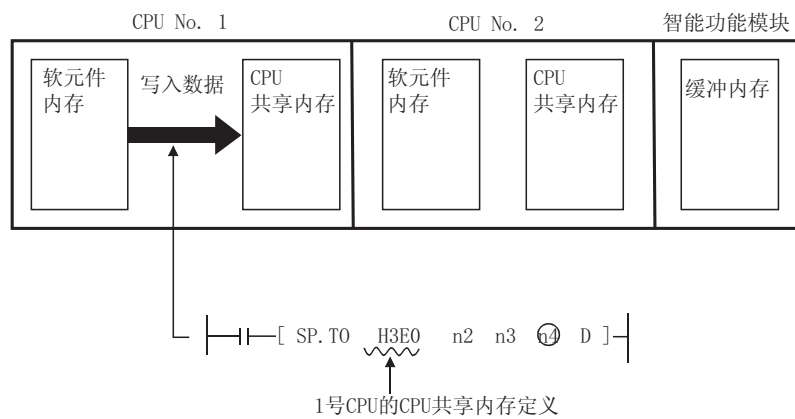 CPU No. 1
CPU No. 2
智能功能模块
软元件
内存
写入数据
CPU
共享内存
软元件
内存
CPU
共享内存
缓冲内存
[ SP.TO H3E0 n2 n3 n4 D ]
1号CPU的CPU共享内存定义